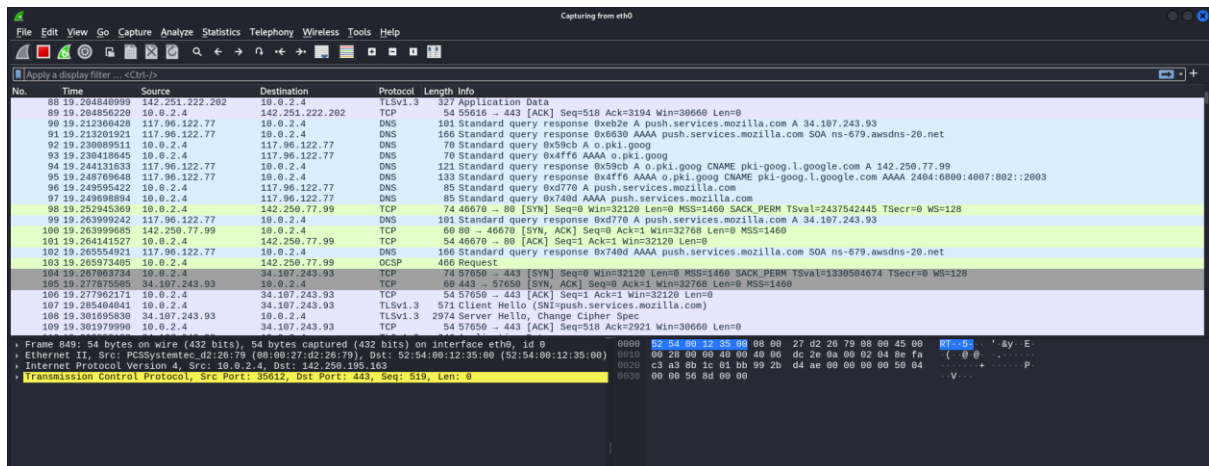 Capturing from eth0
File Edit View Go Capture Analyze Statistics Telephony Wireless Tools Help
Apply a display filter ... <Ctrl-/>
No. Time Source Destination Protocol Length Info
88 19.204840999 142.251.222.202 10.0.2.4 TLSv1.3 327 Application Data
89 19.204856220 10.0.2.4 142.251.222.202 TCP 54 55616 → 443 [ACK] Seq=518 Ack=3194 Win=30660 Len=0
90 19.212360428 117.96.122.77 10.0.2.4 DNS 101 Standard query response 0xeb2e A push.services.mozilla.com A 34.107.243.93
91 19.213201921 117.96.122.77 10.0.2.4 DNS 166 Standard query response 0x6630 AAAA push.services.mozilla.com SOA ns-679.awsdns-20.net
92 19.230089511 10.0.2.4 117.96.122.77 DNS 70 Standard query 0x59cb A o.pki.goog
93 19.230418645 10.0.2.4 117.96.122.77 DNS 70 Standard query 0x4ff6 AAAA o.pki.goog
94 19.244131633 117.96.122.77 10.0.2.4 DNS 121 Standard query response 0x59cb A o.pki.goog CNAME pki-goog.l.google.com A 142.250.77.99
95 19.248769648 117.96.122.77 10.0.2.4 DNS 133 Standard query response 0x4ff6 AAAA o.pki.goog CNAME pki-goog.l.google.com AAAA 2404:6800:4007:802::2003
96 19.249595422 10.0.2.4 117.96.122.77 DNS 85 Standard query 0xd770 A push.services.mozilla.com
97 19.249698894 10.0.2.4 117.96.122.77 DNS 85 Standard query 0x740d AAAA push.services.mozilla.com
98 19.252945369 10.0.2.4 142.250.77.99 TCP 74 46670 → 80 [SYN] Seq=0 Win=32120 Len=0 MSS=1460 SACK_PERM TSval=2437542445 TSecr=0 WS=128
99 19.263999242 117.96.122.77 10.0.2.4 DNS 101 Standard query response 0xd770 A push.services.mozilla.com A 34.107.243.93
100 19.263999685 142.250.77.99 10.0.2.4 TCP 60 80 → 46670 [SYN, ACK] Seq=0 Ack=1 Win=32768 Len=0 MSS=1460
101 19.264141527 10.0.2.4 142.250.77.99 TCP 54 46670 → 80 [ACK] Seq=1 Ack=1 Win=32120 Len=0
102 19.265554921 117.96.122.77 10.0.2.4 DNS 166 Standard query response 0x740d AAAA push.services.mozilla.com SOA ns-679.awsdns-20.net
103 19.265973405 10.0.2.4 142.250.77.99 OCSP 466 Request
104 19.267063734 10.0.2.4 34.107.243.93 TCP 74 57650 → 443 [SYN] Seq=0 Win=32120 Len=0 MSS=1460 SACK_PERM TSval=1330504674 TSecr=0 WS=128
105 19.277875505 34.107.243.93 10.0.2.4 TCP 60 443 → 57650 [SYN, ACK] Seq=0 Ack=1 Win=32768 Len=0 MSS=1460
106 19.277962171 10.0.2.4 34.107.243.93 TCP 54 57650 → 443 [ACK] Seq=1 Ack=1 Win=32120 Len=0
107 19.285404041 10.0.2.4 34.107.243.93 TLSv1.3 571 Client Hello (SNI=push.services.mozilla.com)
108 19.301695830 34.107.243.93 10.0.2.4 TLSv1.3 2974 Server Hello, Change Cipher Spec
109 19.301979990 10.0.2.4 34.107.243.93 TCP 54 57650 → 443 [ACK] Seq=518 Ack=2921 Win=30660 Len=0
Frame 849: 54 bytes on wire (432 bits), 54 bytes captured (432 bits) on interface eth0, id 0
Ethernet II, Src: PCSSystemtec_d2:26:79 (08:00:27:d2:26:79), Dst: 52:54:00:12:35:00 (52:54:00:12:35:00)
Internet Protocol Version 4, Src: 10.0.2.4, Dst: 142.250.195.163
Transmission Control Protocol, Src Port: 35612, Dst Port: 443, Seq: 519, Len: 0
0000 52 54 00 12 35 00 08 00 27 d2 26 79 08 00 45 00 RT··5··· '·&y··E·
0010 00 28 00 00 40 00 40 06 dc 2e 0a 00 02 04 8e fa ·(··@·@· ·.······
0020 c3 a3 8b 1c 01 bb 99 2b d4 ae 00 00 00 00 50 04 ·······+ ······P·
0030 00 00 56 8d 00 00 ··V···